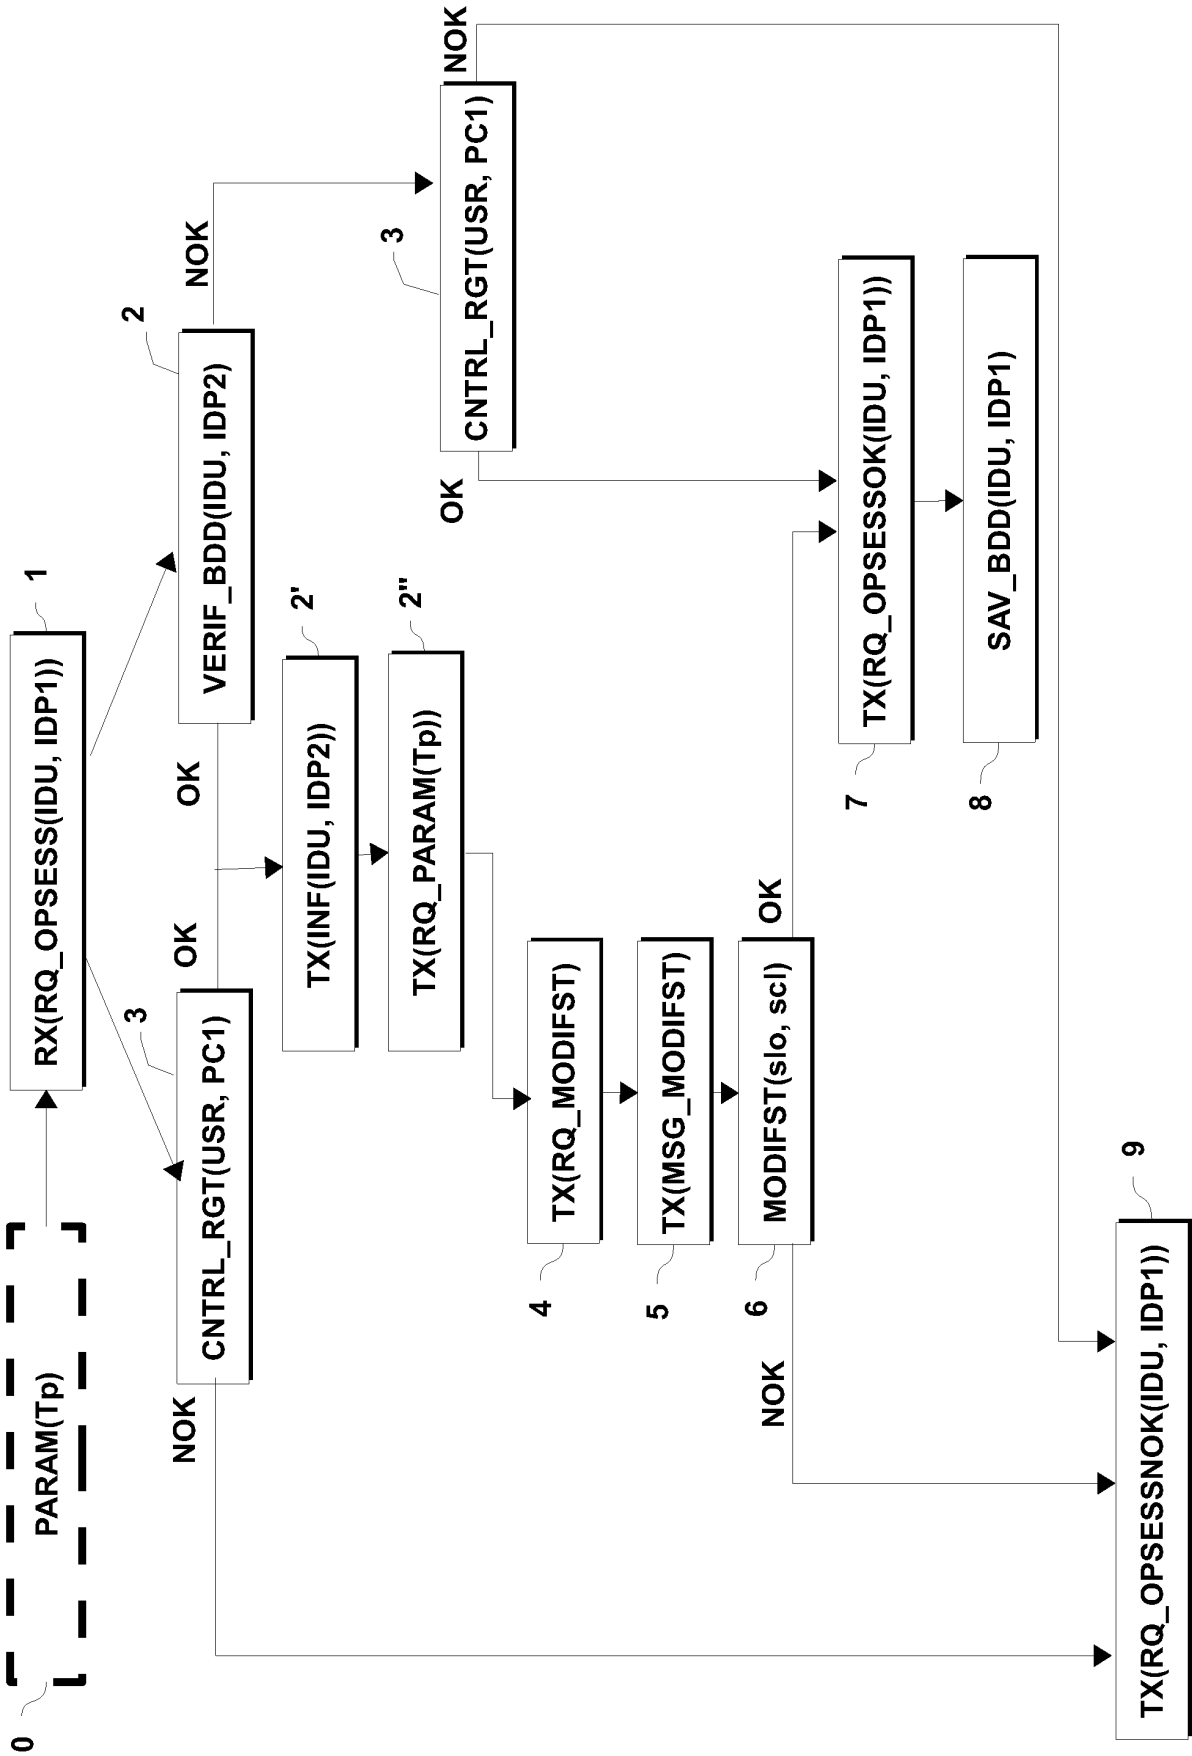 0
PARAM(Tp)
RX(RQ_OPSESS(IDU, IDP1))
1
NOK
CNTRL_RGT(USR, PC1)
3
OK
OK
VERIF_BDD(IDU, IDP2)
2
NOK
TX(INF(IDU, IDP2))
2'
TX(RQ_PARAM(Tp))
2''
3
OK
CNTRL_RGT(USR, PC1)
NOK
4
TX(RQ_MODIFST)
5
TX(MSG_MODIFST)
6
MODIFST(slo, scl)
NOK
OK
7
TX(RQ_OPSESSOK(IDU, IDP1))
8
SAV_BDD(IDU, IDP1)
TX(RQ_OPSESSNOK(IDU, IDP1))
9